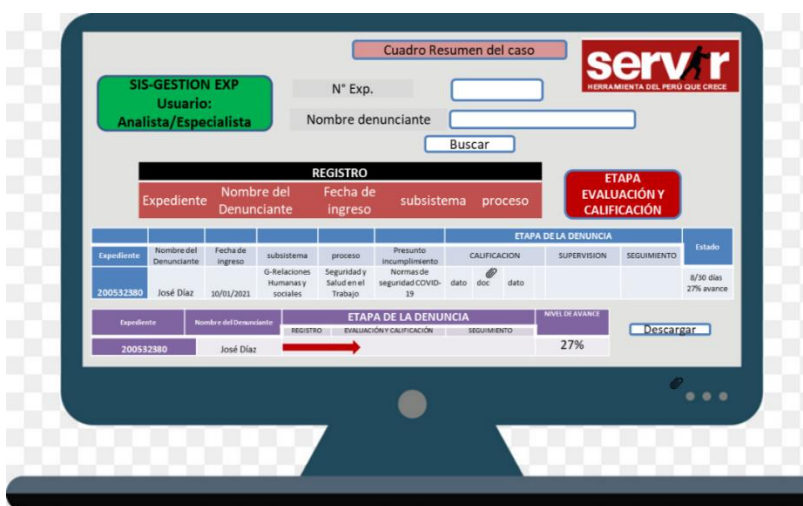 Cuadro Resumen del caso
servir
HERRAMIENTA DEL PERÚ QUE CRECE
SIS-GESTION EXP
Usuario:
Analista/Especialista
N° Exp.
Nombre denunciante
Buscar
REGISTRO
Expediente
Nombre del
Denunciante
Fecha de
ingreso
subsistema
proceso
ETAPA
EVALUACIÓN Y
CALIFICACIÓN
ETAPA DE LA DENUNCIA
Estado
Expediente
Nombre del
Denunciante
Fecha de
ingreso
subsistema
proceso
Presunto
incumplimiento
CALIFICACION
SUPERVISION
SEGUIMIENTO
200532380
José Díaz
10/01/2021
G-Relaciones
Humanas y
sociales
Seguridad y
Salud en el
Trabajo
Normas de
seguridad COVID-
19
dato
doc
dato
8/30 días
27% avance
Expediente
Nombre del Denunciante
ETAPA DE LA DENUNCIA
NIVEL DE AVANCE
REGISTRO
EVALUACIÓN Y CALIFICACIÓN
SEGUIMIENTO
Descargar
200532380
José Díaz
27%